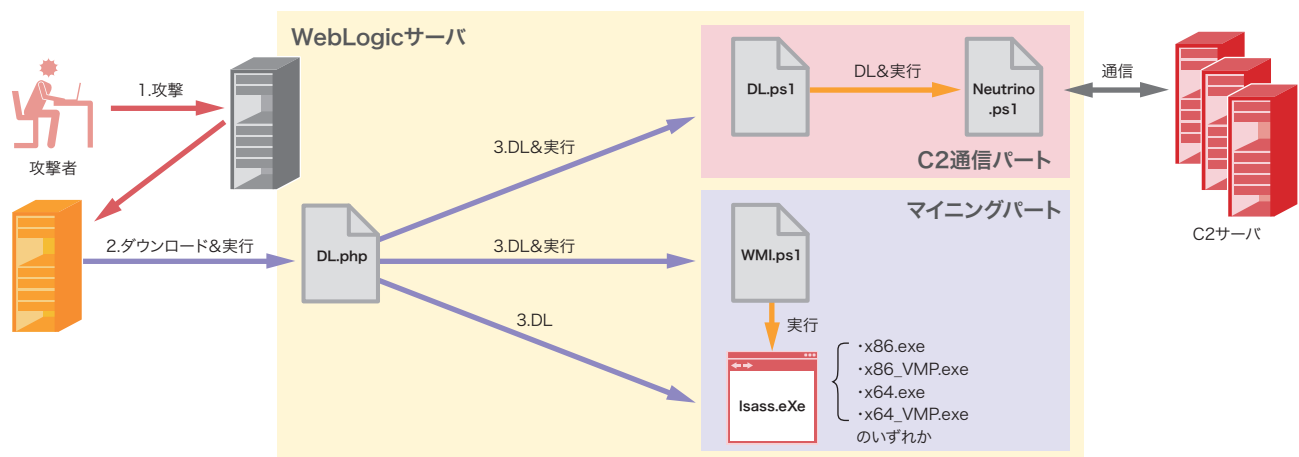 WebLogicサーバ
1.攻撃
攻撃者
2.ダウンロード&実行
DL.php
3.DL&実行
3.DL&実行
3.DL
DL.ps1
DL&実行
Neutrino
.ps1
C2通信パート
通信
C2サーバ
マイニングパート
WMI.ps1
実行
lsass.eXe
・x86.exe
・x86_VMP.exe
・x64.exe
・x64_VMP.exe
のいずれか